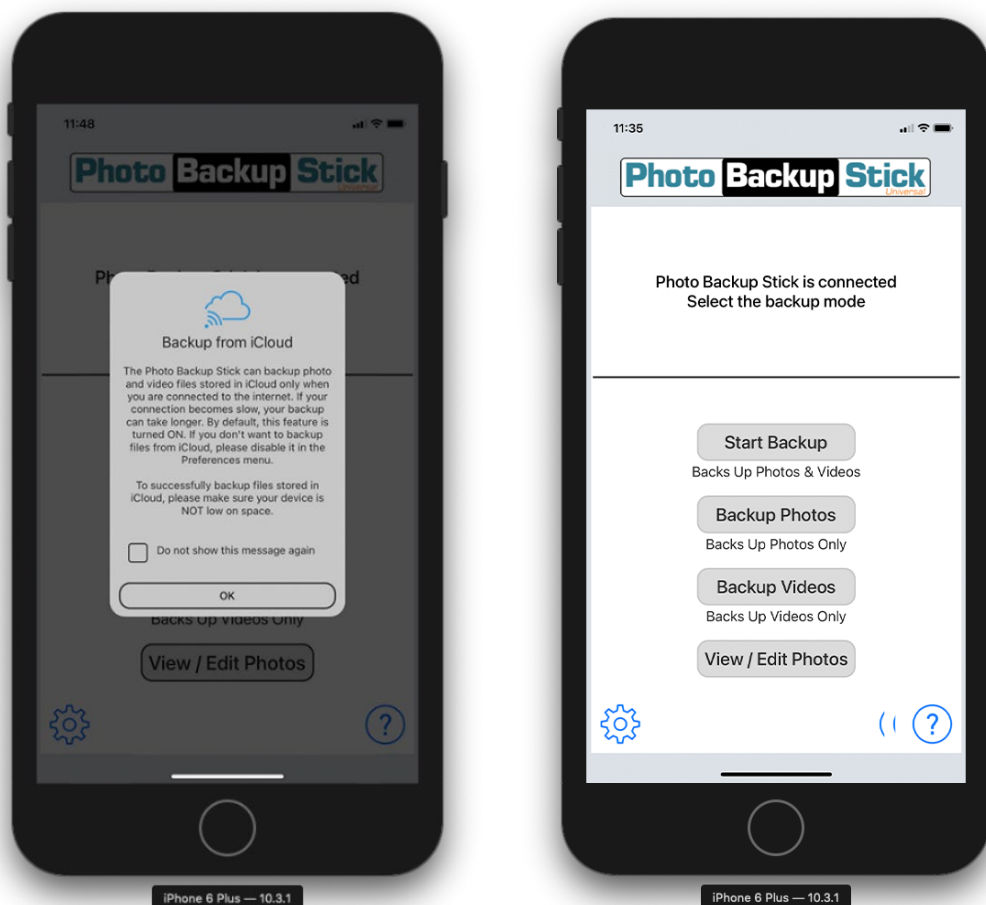 11:48
Photo Backup Stick
Universal
Ph ed
Backup from iCloud
The Photo Backup Stick can backup photo
and video files stored in iCloud only when
you are connected to the internet. If your
connection becomes slow, your backup
can take longer. By default, this feature is
turned ON. If you don't want to backup
files from iCloud, please disable it in the
Preferences menu.
To successfully backup files stored in
iCloud, please make sure your device is
NOT low on space.
Do not show this message again
OK
Backs Up Videos Only
View / Edit Photos
?
iPhone 6 Plus — 10.3.1
11:35
Photo Backup Stick
Universal
Photo Backup Stick is connected
Select the backup mode
Start Backup
Backs Up Photos & Videos
Backup Photos
Backs Up Photos Only
Backup Videos
Backs Up Videos Only
View / Edit Photos
?
iPhone 6 Plus — 10.3.1